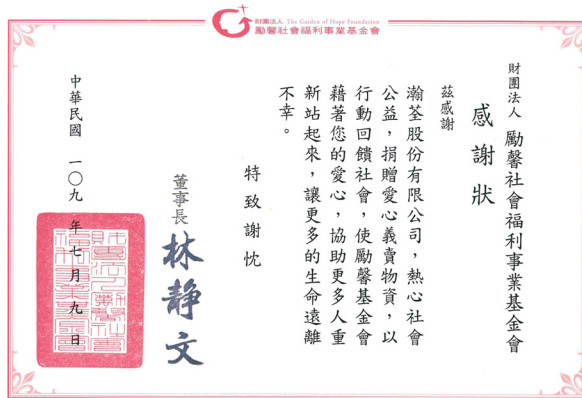 財團法人 The Garden of Hope Foundation
勵馨社會福利事業基金會
財團法人 勵馨社會福利事業基金會
感謝狀
茲感謝
瀚荃股份有限公司，熱心社會
公益，捐贈愛心義賣物資，以
行動回饋社會，使勵馨基金會
藉著您的愛心，協助更多人重
新站起來，讓更多的生命遠離
不幸。
特致謝忱
董事長 林靜文
中華民國 一〇九 年 七 月 九 日